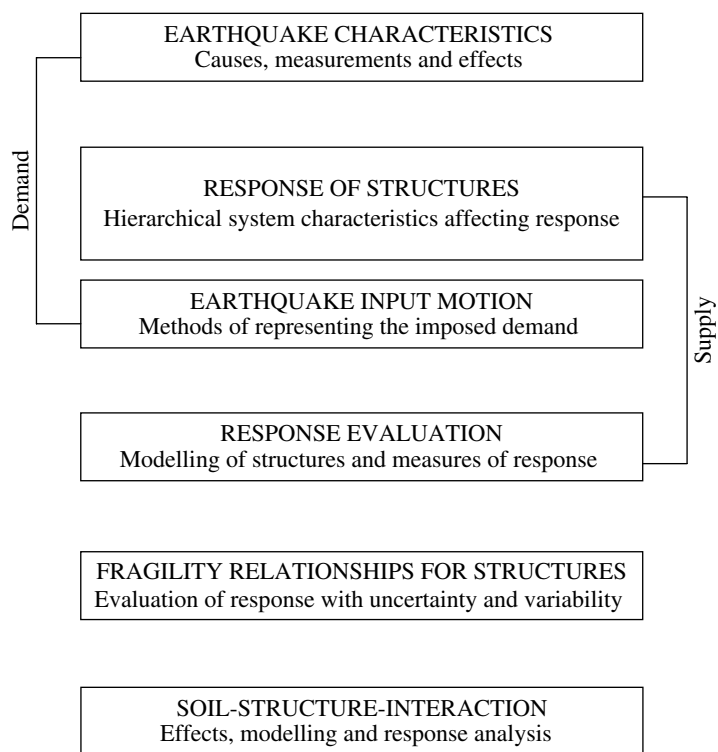 EARTHQUAKE CHARACTERISTICS
Causes, measurements and effects
Demand
RESPONSE OF STRUCTURES
Hierarchical system characteristics affecting response
EARTHQUAKE INPUT MOTION
Methods of representing the imposed demand
Supply
RESPONSE EVALUATION
Modelling of structures and measures of response
FRAGILITY RELATIONSHIPS FOR STRUCTURES
Evaluation of response with uncertainty and variability
SOIL-STRUCTURE-INTERACTION
Effects, modelling and response analysis